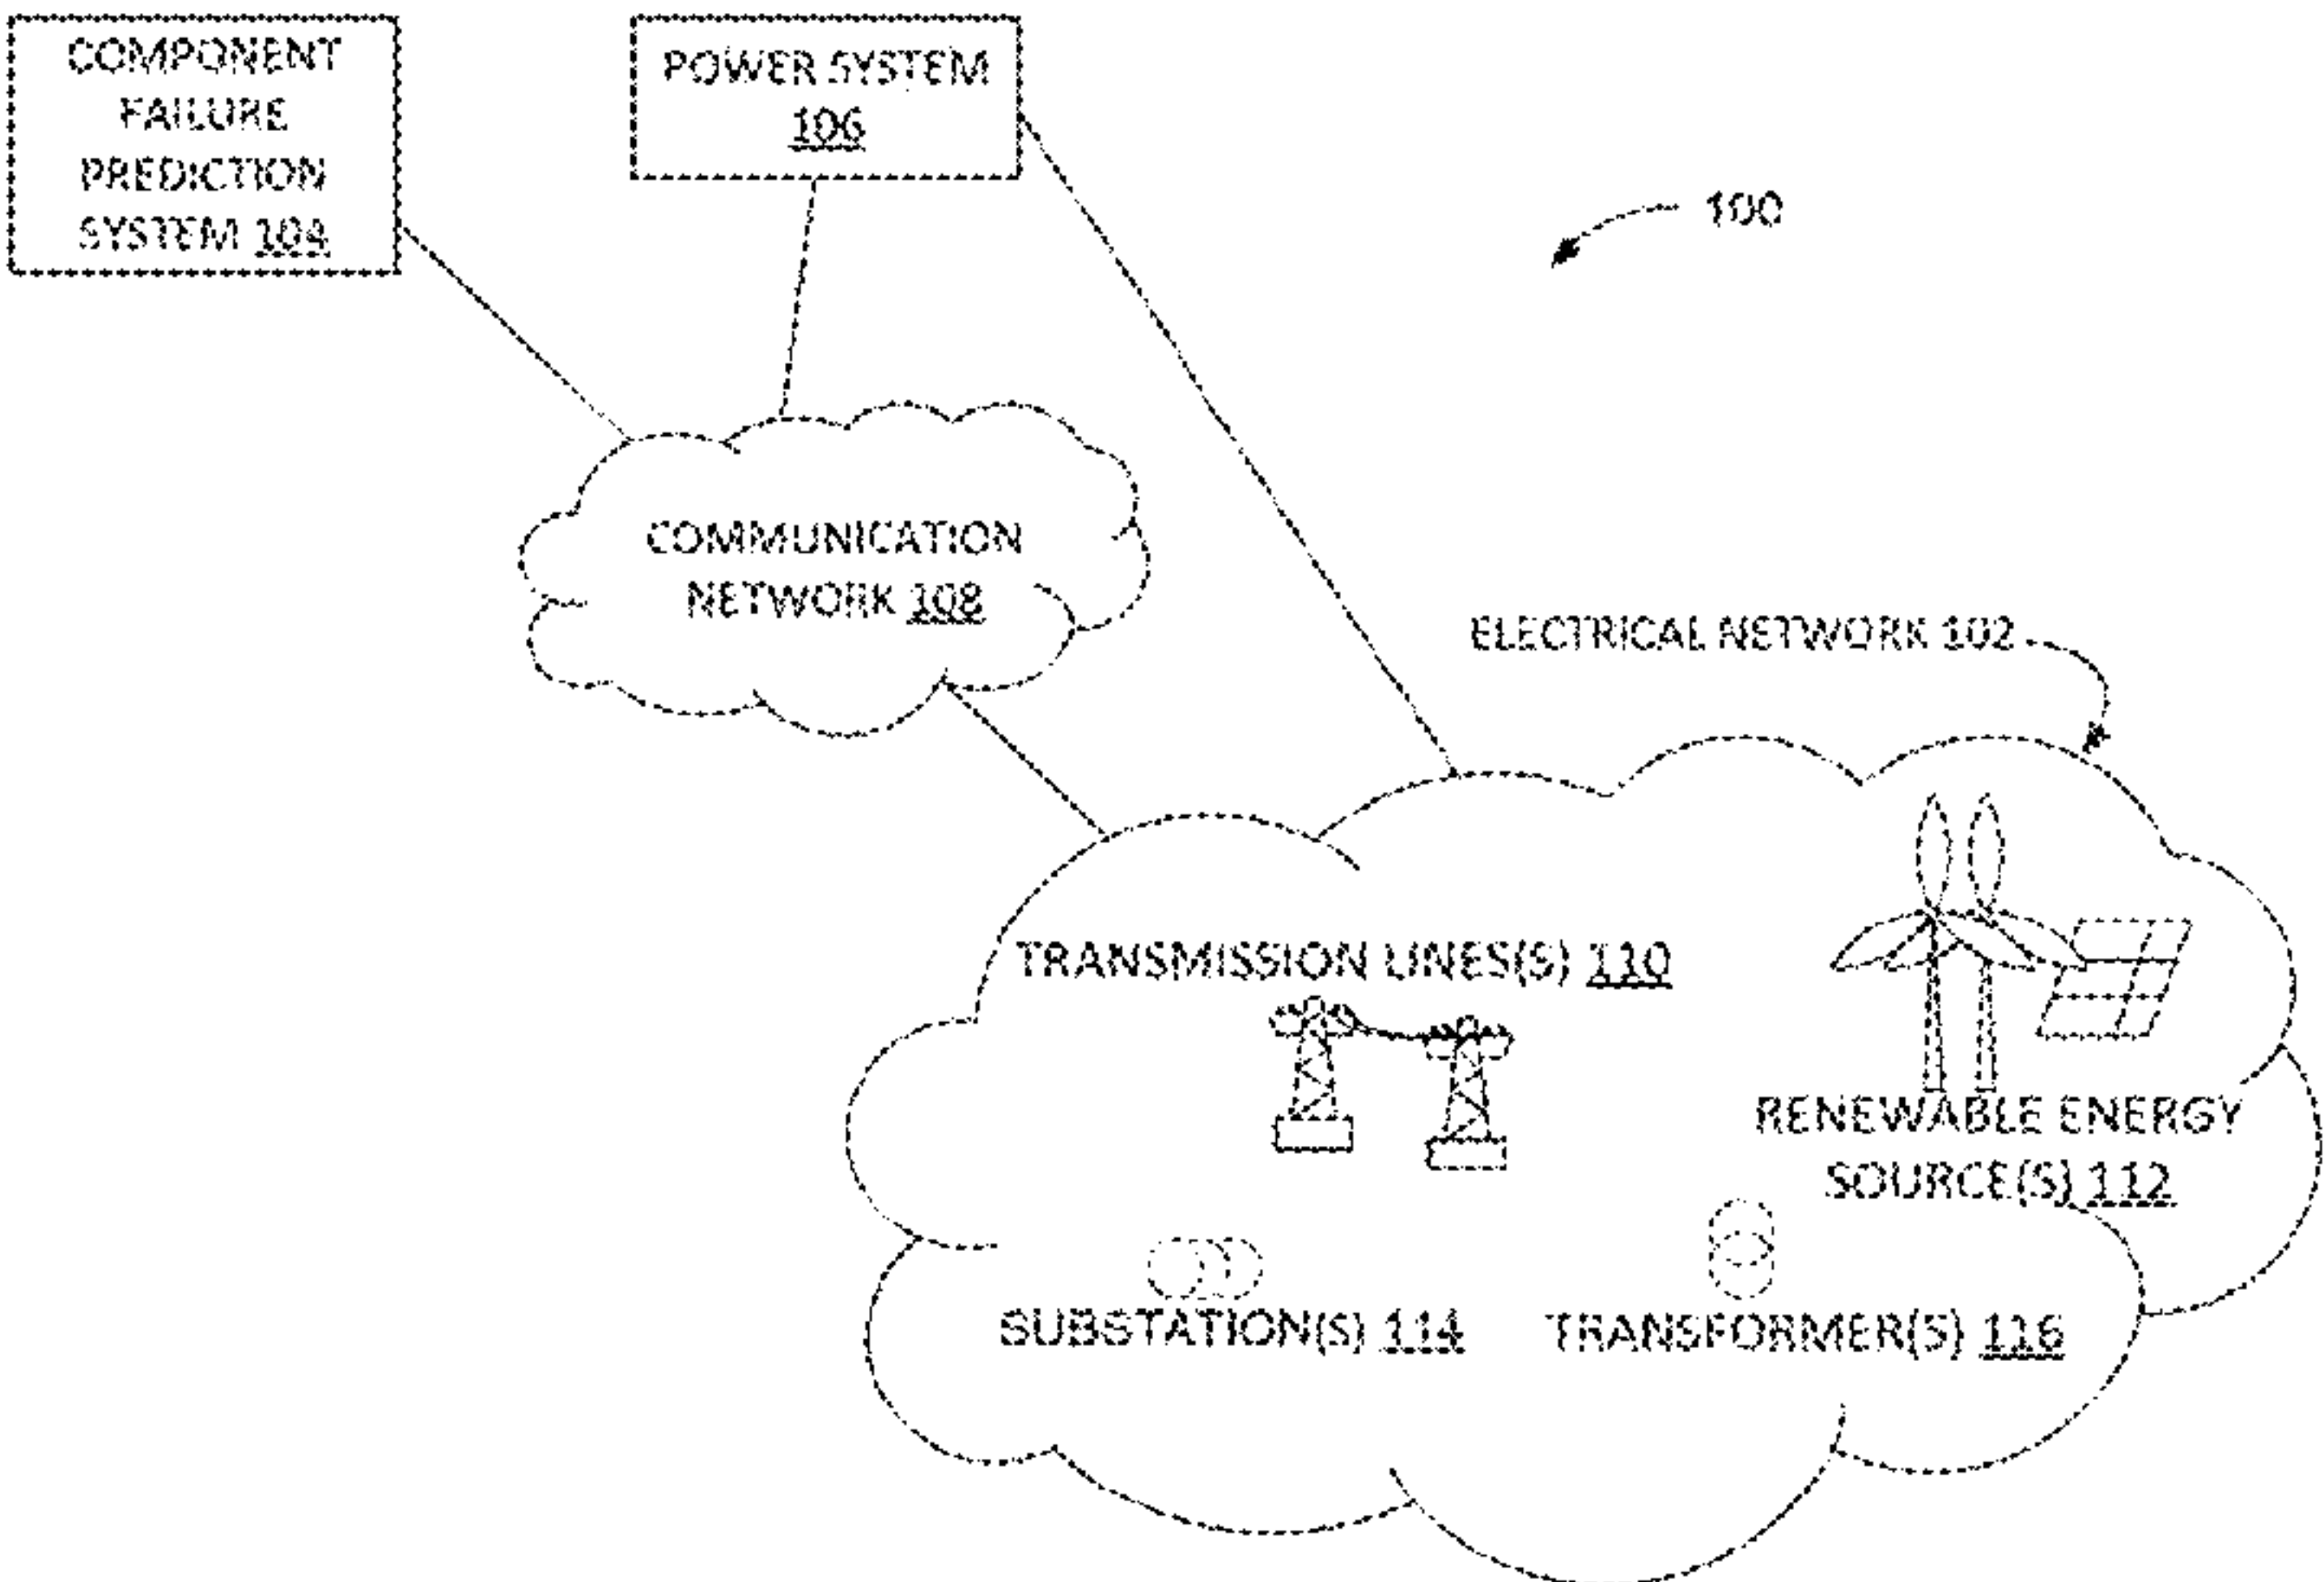 COMPONENT
FAILURE
PREDICTION
SYSTEM 104
POWER SYSTEM
106
100
COMMUNICATION
NETWORK 108
ELECTRICAL NETWORK 102
TRANSMISSION LINES(S) 110
RENEWABLE ENERGY
SOURCE(S) 112
SUBSTATION(S) 114
TRANSFORMER(S) 116